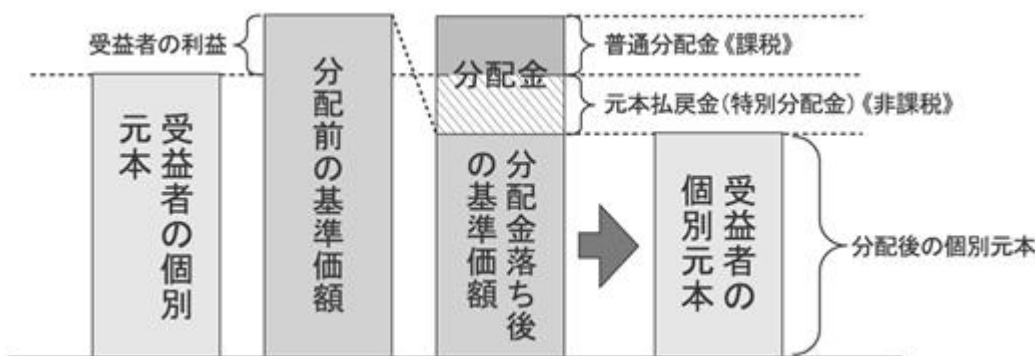 受益者の利益
受益者の個別
元本
分配前の基準価額
分配金
分配金落ち後
の基準価額
普通分配金《課税》
元本払戻金(特別分配金)《非課税》
受益者の
個別元本
分配後の個別元本